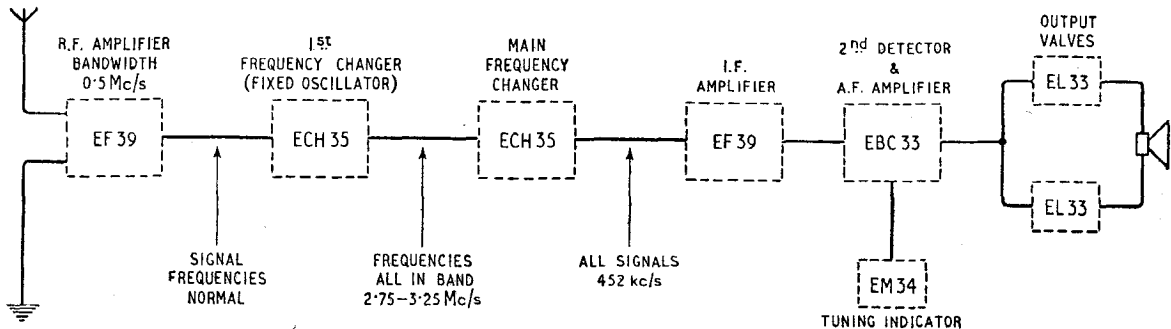 R.F. AMPLIFIER
BANDWIDTH
0·5 Mc/s
EF 39
1st
FREQUENCY CHANGER
(FIXED OSCILLATOR)
ECH 35
MAIN
FREQUENCY
CHANGER
ECH 35
I.F.
AMPLIFIER
EF 39
2nd DETECTOR
&
A.F. AMPLIFIER
EBC 33
OUTPUT
VALVES
EL 33
EL 33
SIGNAL
FREQUENCIES
NORMAL
FREQUENCIES
ALL IN BAND
2·75–3·25 Mc/s
ALL SIGNALS
452 kc/s
EM 34
TUNING INDICATOR